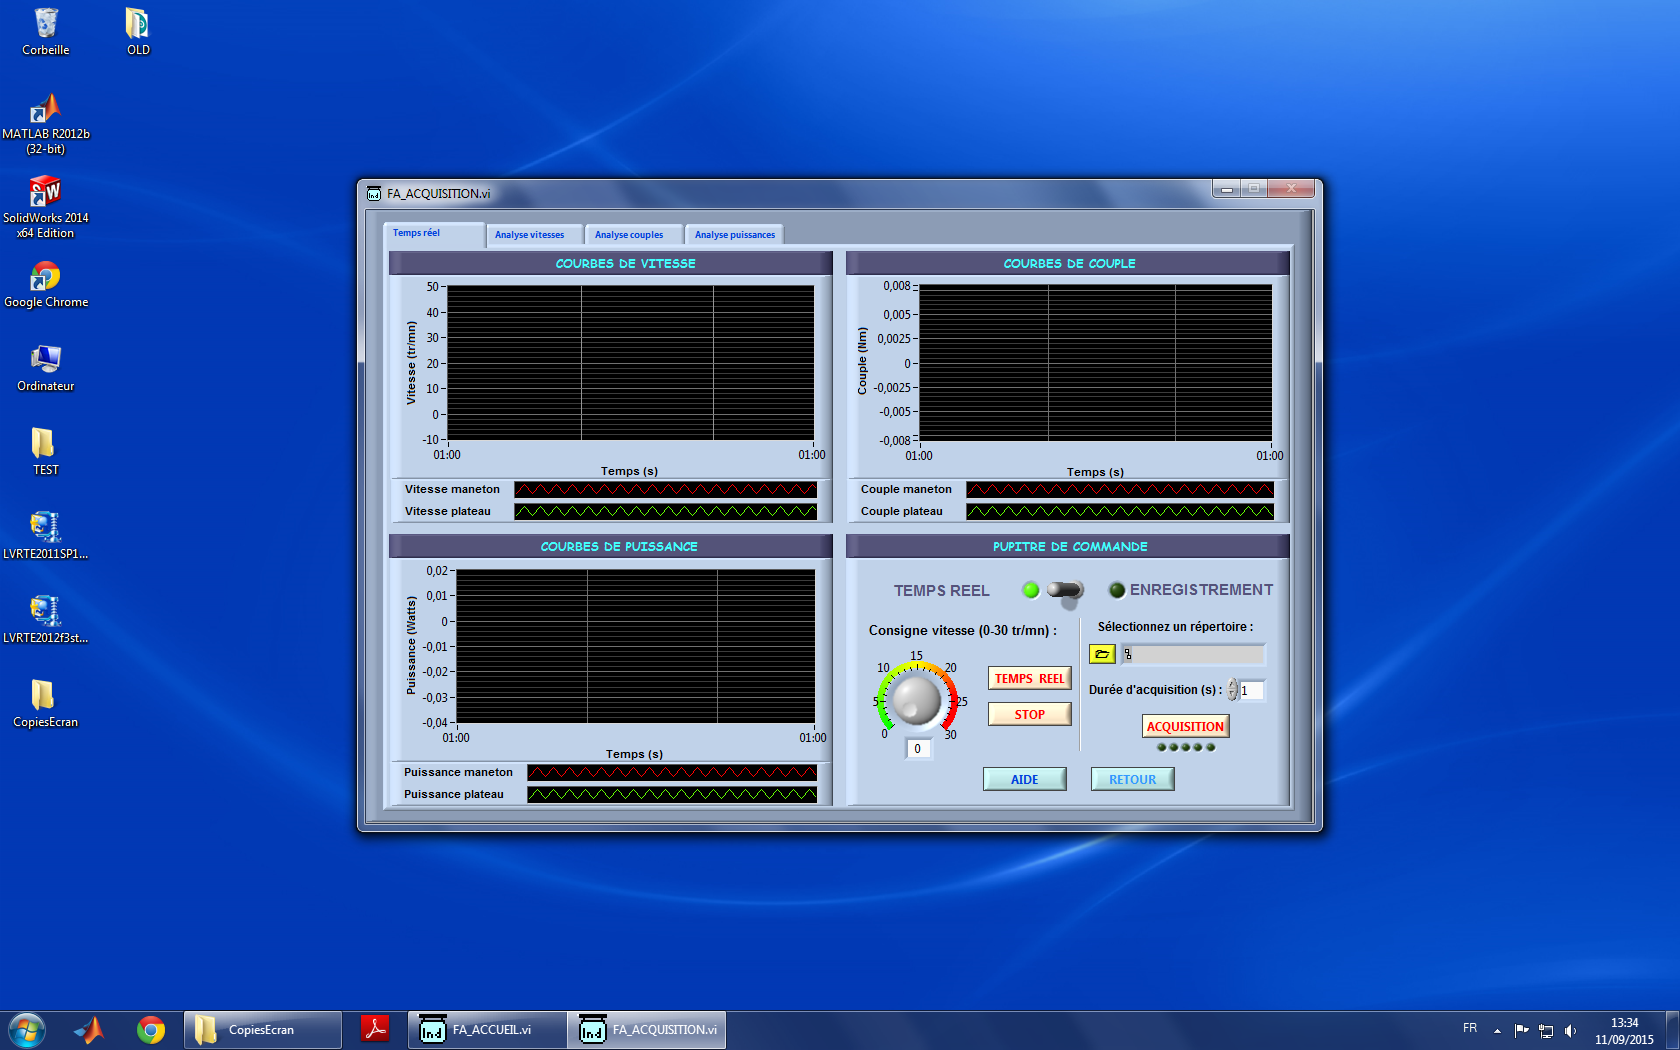 Corbeille
OLD
MATLAB R2012b
(32-bit)
SolidWorks 2014
x64 Edition
Google Chrome
Ordinateur
TEST
LVRTE2011SP1...
LVRTE2012f3st...
CopiesEcran
FA_ACQUISITION.vi
Temps réel
Analyse vitesses
Analyse couples
Analyse puissances
COURBES DE VITESSE
Vitesse (tr/mn)
50
40
30
20
10
0
-10
01:00
01:00
Temps (s)
Vitesse maneton
Vitesse plateau
COURBES DE COUPLE
Couple (Nm)
0,008
0,005
0,0025
0
-0,0025
-0,005
-0,008
01:00
01:00
Temps (s)
Couple maneton
Couple plateau
COURBES DE PUISSANCE
Puissance (Watts)
0,02
0,01
0
-0,01
-0,02
-0,03
-0,04
01:00
01:00
Temps (s)
Puissance maneton
Puissance plateau
PUPITRE DE COMMANDE
TEMPS REEL
ENREGISTREMENT
Consigne vitesse (0-30 tr/mn) :
0
5
10
15
20
25
30
0
TEMPS REEL
STOP
Sélectionnez un répertoire :
Durée d'acquisition (s) :
1
ACQUISITION
AIDE
RETOUR
CopiesEcran
FA_ACCUEIL.vi
FA_ACQUISITION.vi
FR
13:34
11/09/2015